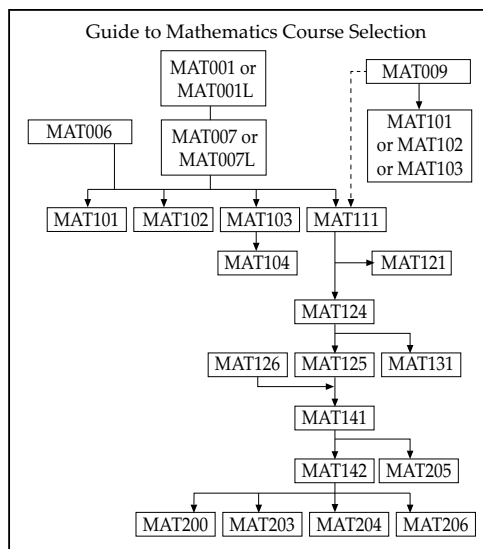 Guide to Mathematics Course Selection
MAT001 or
MAT001L
MAT009
MAT006
MAT007 or
MAT007L
MAT101
or MAT102
or MAT103
MAT101
MAT102
MAT103
MAT111
MAT104
MAT121
MAT124
MAT126
MAT125
MAT131
MAT141
MAT142
MAT205
MAT200
MAT203
MAT204
MAT206